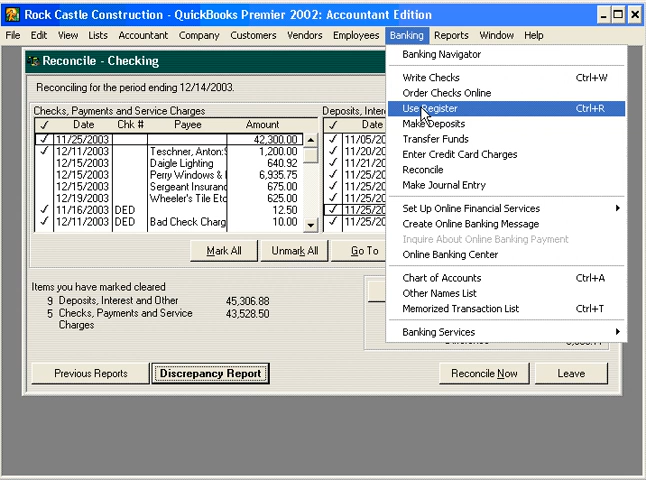 Rock Castle Construction - QuickBooks Premier 2002: Accountant Edition
File Edit View Lists Accountant Company Customers Vendors Employees Banking Reports Window Help
Reconcile - Checking
Reconciling for the period ending 12/14/2003.
Checks, Payments and Service Charges
✓ Date Chk # Payee Amount
✓ 11/25/2003 42,300.00
✓ 12/11/2003 Teschner, Anton:S 1,200.00
12/15/2003 Daigle Lighting 640.92
12/15/2003 Perry Windows & 6,935.75
12/15/2003 Sergeant Insuranc 675.00
12/19/2003 Wheeler's Tile Etc 625.00
✓ 11/16/2003 DED 12.50
✓ 12/11/2003 DED Bad Check Charg 10.00
Deposits, Inter
✓ Date
✓ 11/05/20
✓ 11/20/20
✓ 11/21/20
✓ 11/21/20
✓ 11/25/20
Mark All Unmark All Go To
Items you have marked cleared
9 Deposits, Interest and Other 45,306.88
5 Checks, Payments and Service Charges 43,528.50
Previous Reports Discrepancy Report Reconcile Now Leave
Banking Navigator
Write Checks Ctrl+W
Order Checks Online
Use Register Ctrl+R
Make Deposits
Transfer Funds
Enter Credit Card Charges
Reconcile
Make Journal Entry
Set Up Online Financial Services
Create Online Banking Message
Inquire About Online Banking Payment
Online Banking Center
Chart of Accounts Ctrl+A
Other Names List
Memorized Transaction List Ctrl+T
Banking Services